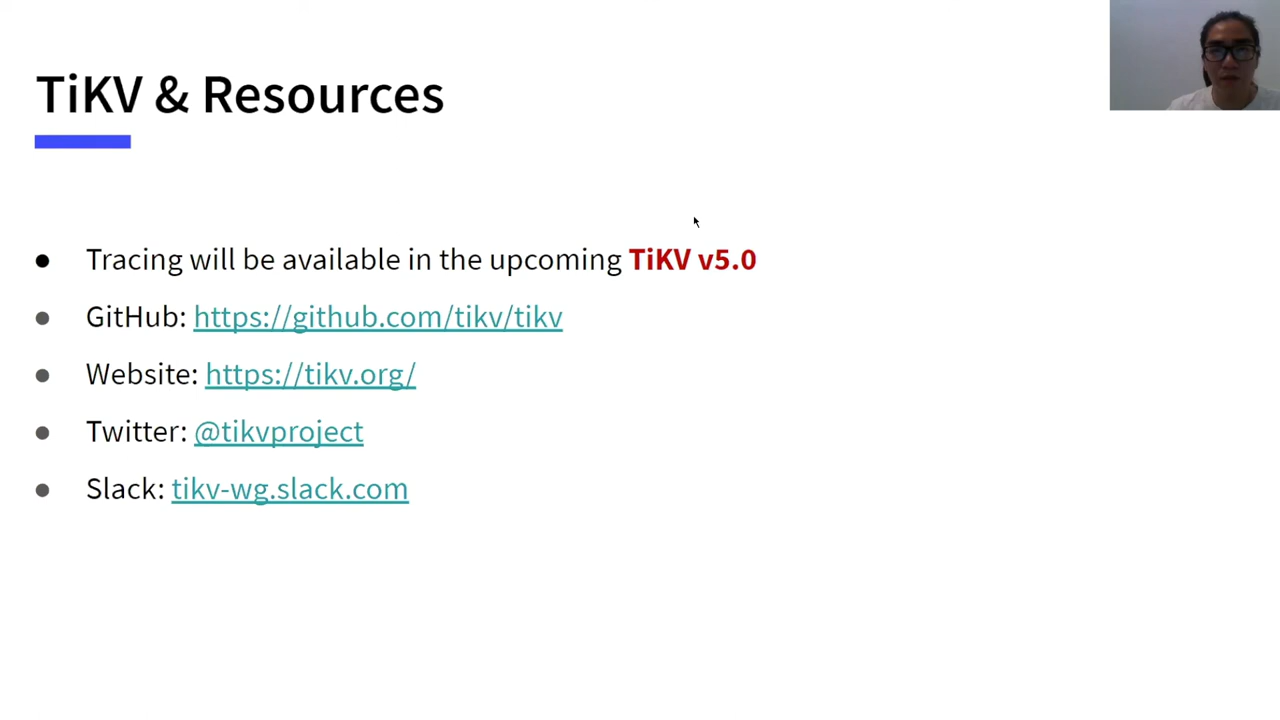 TiKV & Resources
● Tracing will be available in the upcoming TiKV v5.0
● GitHub: https://github.com/tikv/tikv
● Website: https://tikv.org/
● Twitter: @tikvproject
● Slack: tikv-wg.slack.com